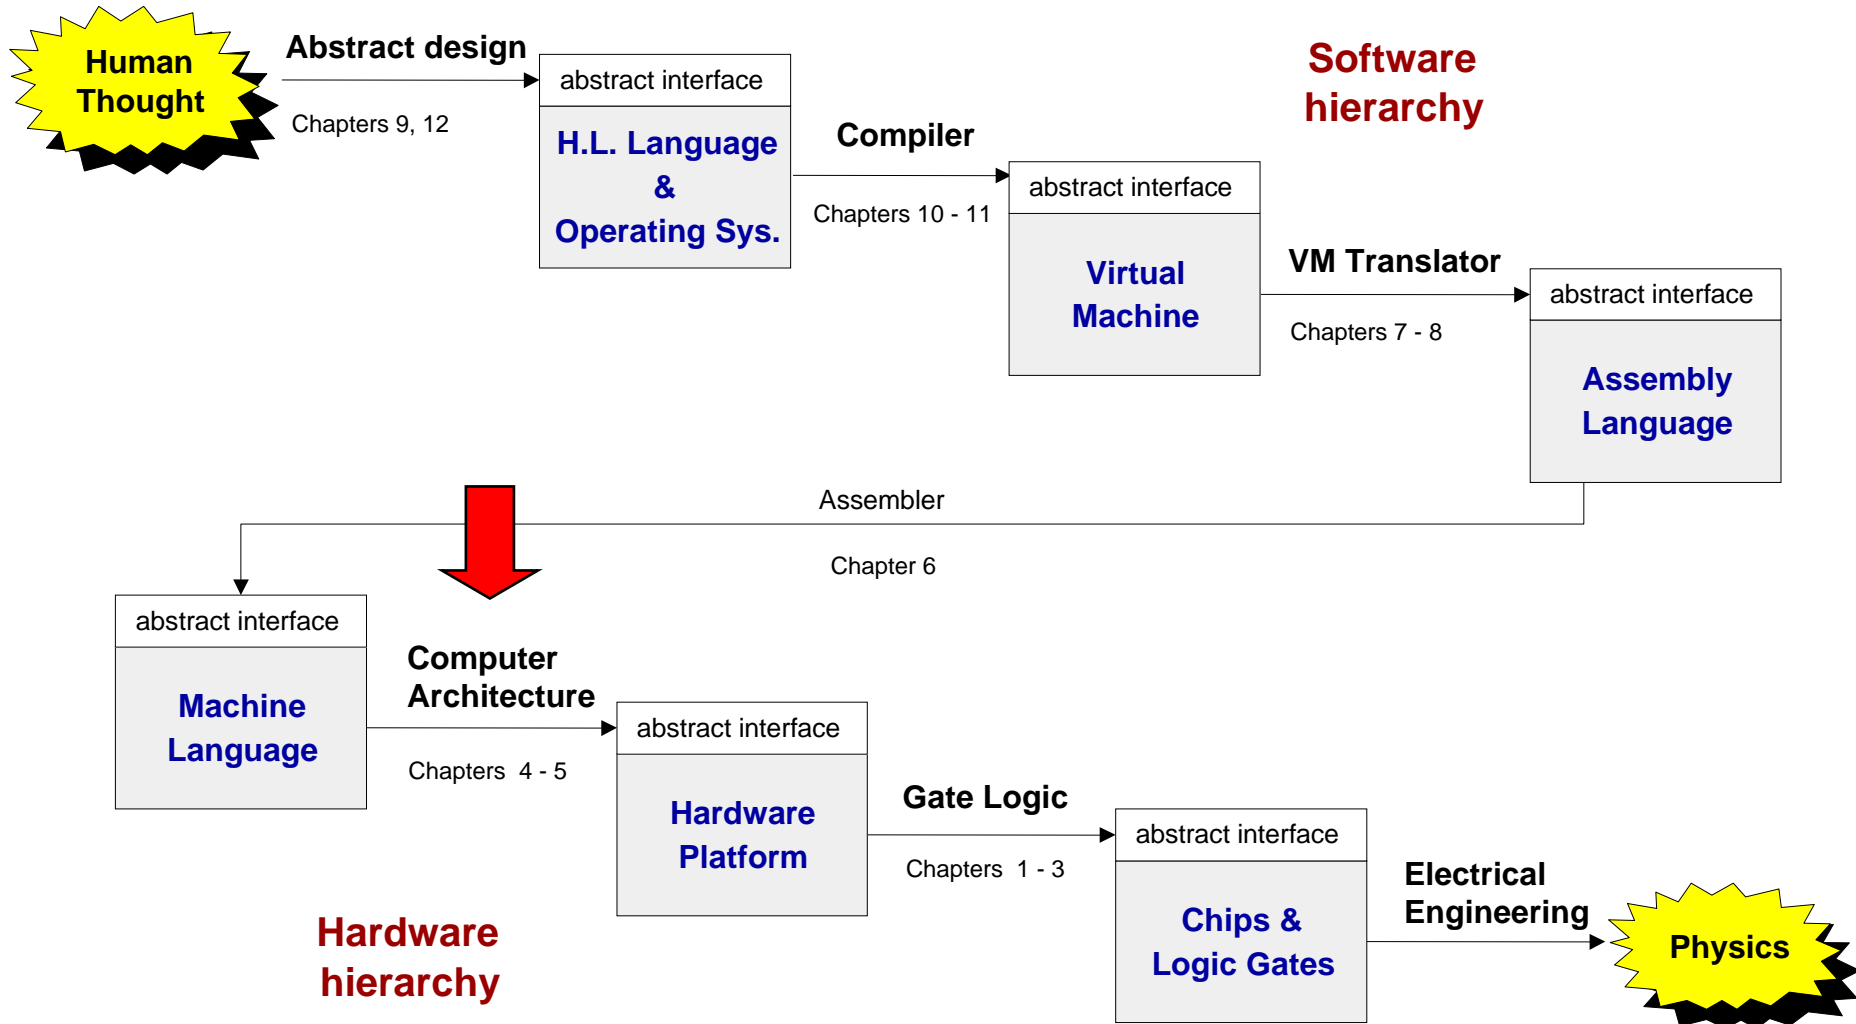 Human
Thought
Abstract design
Chapters 9, 12
abstract interface
H.L. Language
&
Operating Sys.
Compiler
Chapters 10 - 11
Software
hierarchy
abstract interface
Virtual
Machine
VM Translator
Chapters 7 - 8
abstract interface
Assembly
Language
Assembler
Chapter 6
abstract interface
Machine
Language
Computer
Architecture
Chapters 4 - 5
abstract interface
Hardware
Platform
Gate Logic
Chapters 1 - 3
abstract interface
Chips &
Logic Gates
Electrical
Engineering
Physics
Hardware
hierarchy